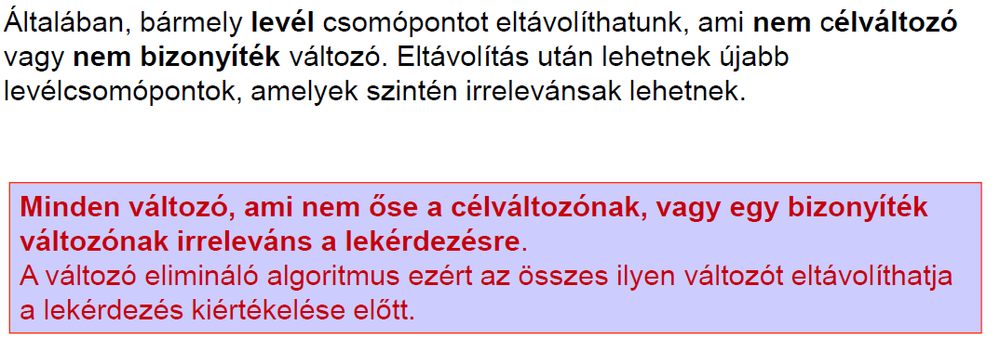 Általában, bármely levél csomópontot eltávolíthatunk, ami nem célváltozó
vagy nem bizonyíték változó. Eltávolítás után lehetnek újabb
levélcsomópontok, amelyek szintén irrelevánsak lehetnek.
Minden változó, ami nem őse a célváltozónak, vagy egy bizonyíték
változónak irreleváns a lekérdezésre.
A változó elimináló algoritmus ezért az összes ilyen változót eltávolíthatja
a lekérdezés kiértékelése előtt.